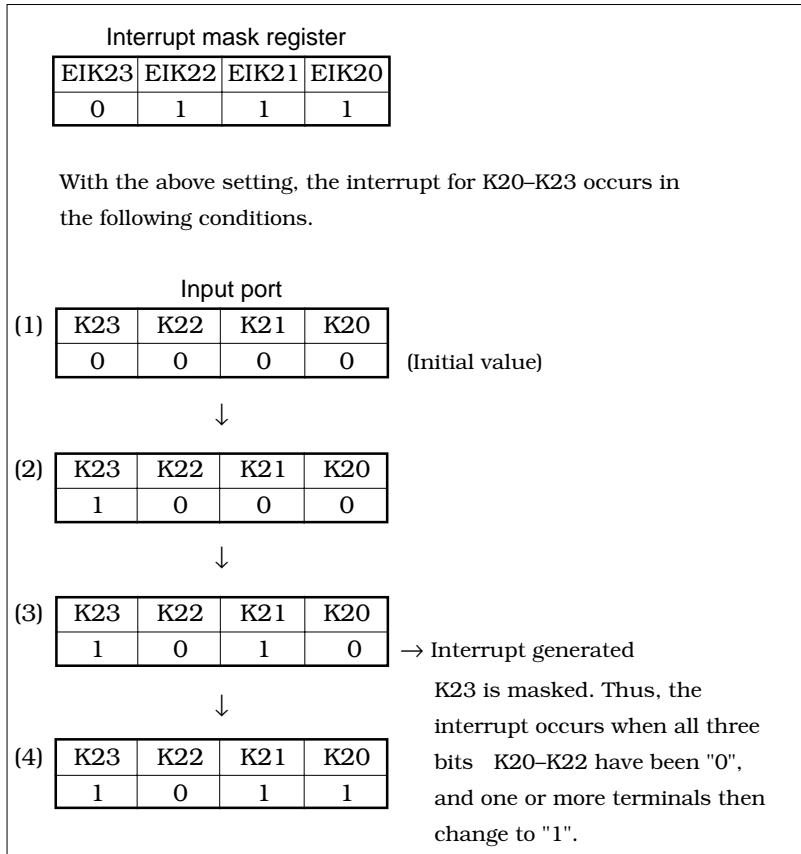 Interrupt mask register
EIK23 EIK22 EIK21 EIK20
0 1 1 1
With the above setting, the interrupt for K20–K23 occurs in
the following conditions.
Input port
(1) K23 K22 K21 K20
0 0 0 0 (Initial value)
↓
(2) K23 K22 K21 K20
1 0 0 0
↓
(3) K23 K22 K21 K20
1 0 1 0 → Interrupt generated
K23 is masked. Thus, the
↓
interrupt occurs when all three
(4) K23 K22 K21 K20
bits K20–K22 have been "0",
1 0 1 1
and one or more terminals then
change to "1".